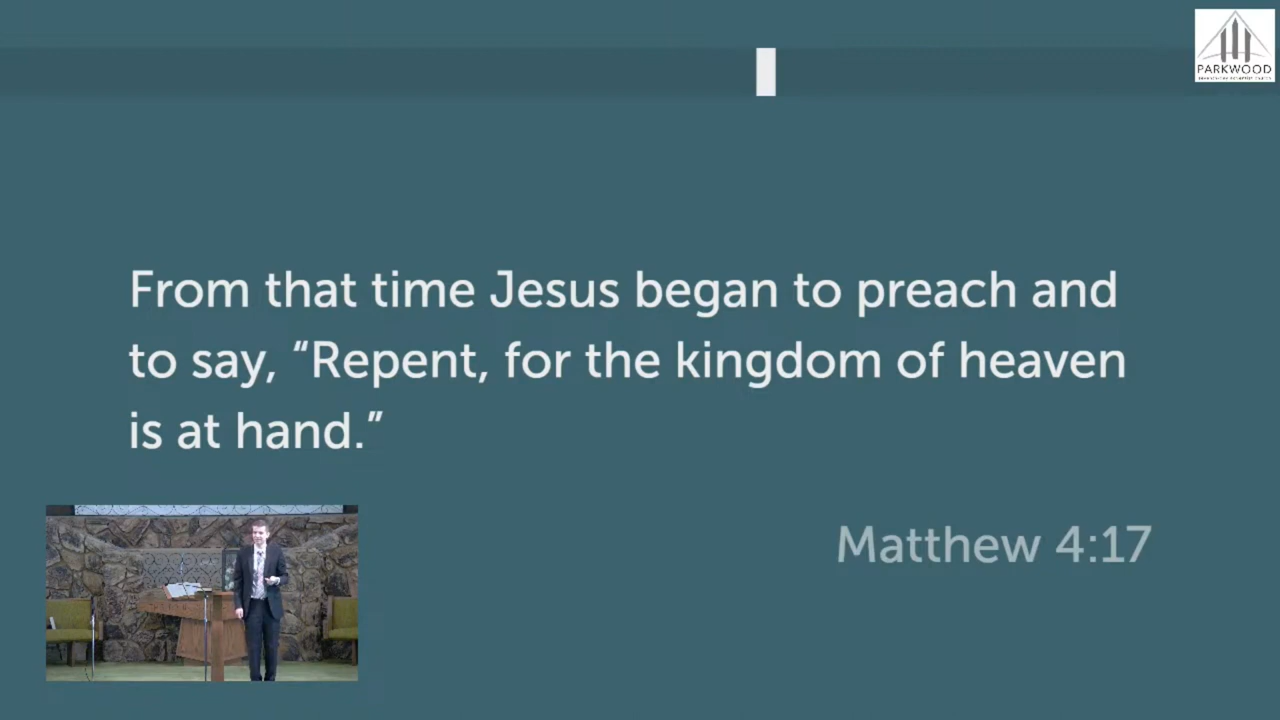 PARKWOOD
From that time Jesus began to preach and
to say, “Repent, for the kingdom of heaven
is at hand.”
Matthew 4:17